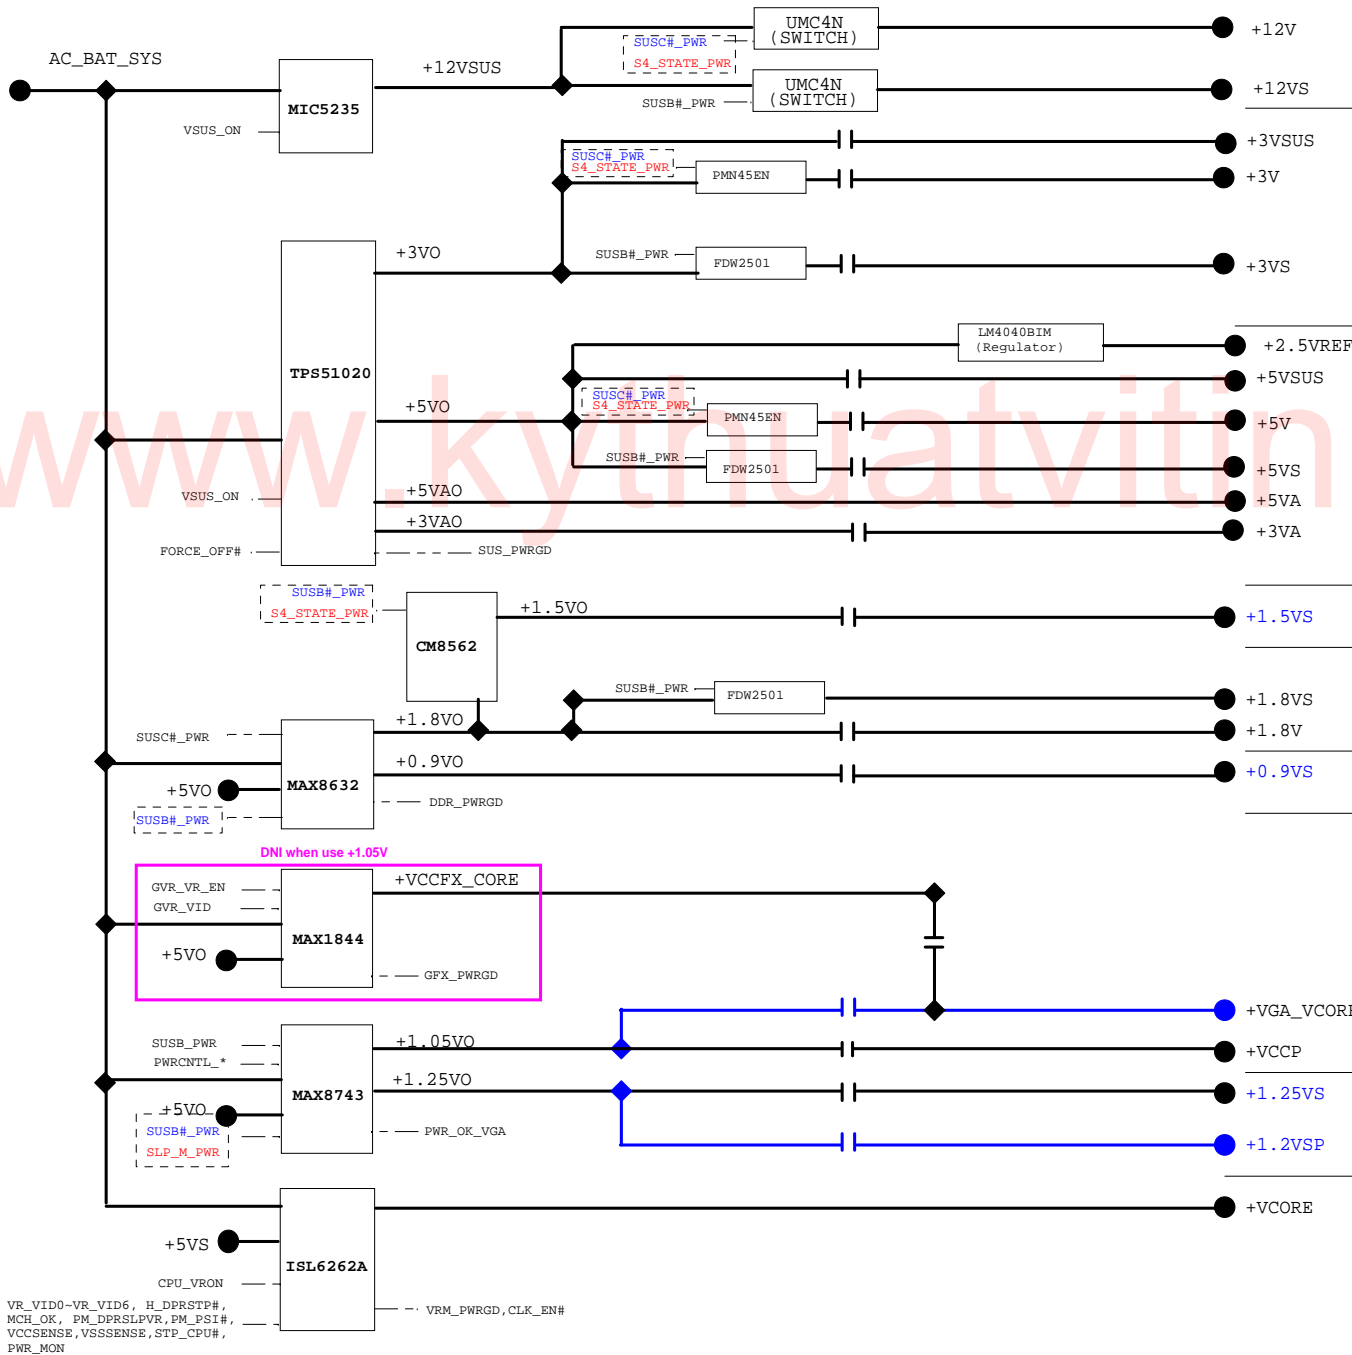 UMC4N
(SWITCH)
+12V
SUSC#_PWR
S4_STATE_PWR
AC_BAT_SYS
+12VSUS
UMC4N
(SWITCH)
+12VS
SUSB#_PWR
MIC5235
VSUS_ON
+3VSUS
SUSC#_PWR
S4_STATE_PWR
PMN45EN
+3V
+3VO
SUSB#_PWR
FDW2501
+3VS
LM4040BIM
(Regulator)
+2.5VREF
TPS51020
+5VSUS
SUSC#_PWR
S4_STATE_PWR
+5VO
PMN45EN
+5V
SUSB#_PWR
FDW2501
+5VS
www.kythuatvitin
VSUS_ON
+5VAO
+5VA
+3VAO
+3VA
FORCE_OFF#
SUS_PWRGD
SUSB#_PWR
S4_STATE_PWR
+1.5VO
+1.5VS
CM8562
SUSB#_PWR
FDW2501
+1.8VS
+1.8VO
+1.8V
SUSC#_PWR
+0.9VO
+0.9VS
MAX8632
+5VO
DDR_PWRGD
SUSB#_PWR
DNI when use +1.05V
+VCCFX_CORE
GVR_VR_EN
GVR_VID
MAX1844
+5VO
GFX_PWRGD
+VGA_VCORE
SUSB_PWR
+1.05VO
+VCCP
PWRCNTL_*
+1.25VO
+1.25VS
MAX8743
+5VO
SUSB#_PWR
SLP_M_PWR
PWR_OK_VGA
+1.2VSP
+VCORE
+5VS
ISL6262A
CPU_VRON
VR_VID0~VR_VID6, H_DPRSTP#,
MCH_OK, PM_DPRSLPVR,PM_PSI#,
VCCSENSE,VSSSENSE,STP_CPU#,
PWR_MON
VRM_PWRGD,CLK_EN#